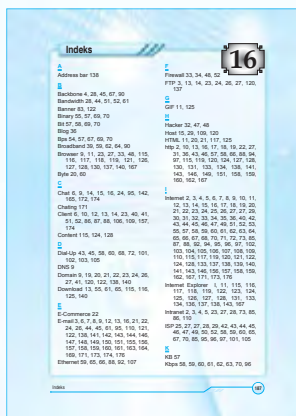 Indeks
16
A
Address bar 138
B
Backbone 4, 28, 45, 67, 90
Bandwidth 28, 44, 51, 52, 61
Banner 83, 122
Binary 55, 57, 69, 70
Bit 57, 58, 69, 70
Blog 36
Bps 54, 57, 67, 69, 70
Broadband 39, 59, 62, 64, 90
Browser 9, 11, 23, 27, 33, 48, 115,
116, 117, 118, 119, 121, 126,
127, 128, 130, 137, 140, 167
Byte 20, 60
C
Chat 6, 9, 14, 15, 16, 24, 95, 142,
165, 172, 174
Chating 171
Client 6, 10, 12, 13, 14, 23, 40, 41,
51, 52, 86, 87, 88, 106, 109, 157,
174
Content 115, 124, 128
D
Dial-Up 43, 45, 58, 60, 68, 72, 101,
102, 103, 105
DNS 9
Domain 9, 19, 20, 21, 22, 23, 24, 26,
27, 41, 120, 122, 138, 140
Download 13, 55, 61, 65, 115, 116,
125, 140
E
E-Commerce 22
E-mail 3, 6, 7, 8, 9, 12, 13, 16, 21, 22,
24, 26, 44, 45, 61, 95, 110, 121,
122, 138, 141, 142, 143, 144, 146,
147, 148, 149, 150, 151, 155, 156,
157, 158, 159, 160, 161, 163, 164,
169, 171, 173, 174, 176
Ethernet 59, 65, 66, 88, 92, 107
F
Firewall 33, 34, 48, 52
FTP 3, 13, 14, 23, 24, 26, 27, 120,
137
G
GIF 11, 125
H
Hacker 32, 47, 48
Host 15, 29, 109, 120
HTML 11, 20, 21, 117, 125
http 2, 10, 13, 16, 17, 18, 19, 22, 27,
31, 36, 43, 46, 57, 58, 66, 88, 94,
97, 115, 119, 120, 124, 127, 128,
130, 131, 133, 134, 138, 141,
143, 146, 149, 151, 158, 159,
160, 162, 167
I
Internet 2, 3, 4, 5, 6, 7, 8, 9, 10, 11,
12, 13, 14, 15, 16, 17, 18, 19, 20,
21, 22, 23, 24, 25, 26, 27, 27, 29,
30, 31, 32, 33, 34, 35, 38, 40, 42,
43, 44, 45, 46, 47, 48, 51, 52, 53,
55, 57, 58, 59, 60, 61, 62, 63, 64,
65, 66, 67, 68, 70, 71, 72, 73, 85,
87, 88, 92, 94, 95, 96, 97, 102,
103, 104, 105, 106, 107, 108, 109,
110, 115, 117, 119, 120, 121, 122,
124, 128, 133, 137, 138, 139, 140,
141, 143, 146, 156, 157, 158, 159,
162, 167, 171, 173, 176
Internet Explorer I, 11, 115, 116,
117, 118, 119, 122, 123, 124,
125, 126, 127, 128, 131, 133,
134, 136, 137, 138, 143, 167
Intranet 2, 3, 4, 5, 23, 27, 28, 73, 85,
86, 110
ISP 25, 27, 27, 28, 29, 42, 43, 44, 45,
46, 47, 49, 50, 52, 58, 59, 60, 65,
67, 70, 85, 95, 96, 97, 101, 105
K
KB 57
Kbps 58, 59, 60, 61, 62, 63, 70, 96
Indeks
197